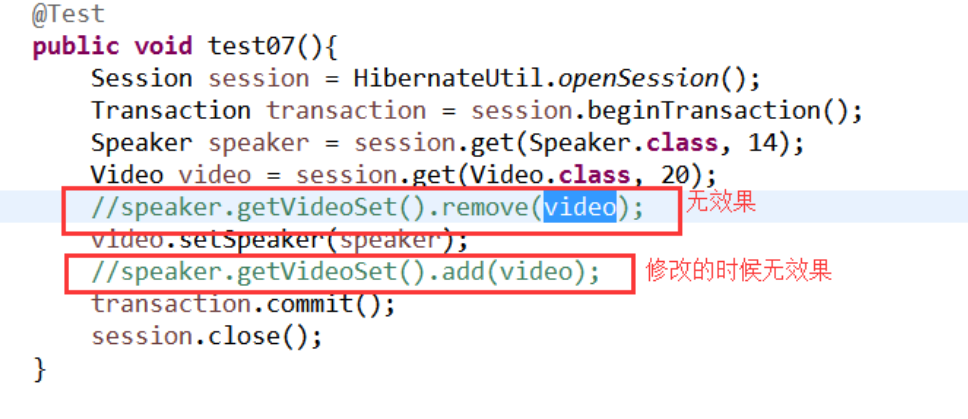 @Test
public void test07(){
    Session session = HibernateUtil.openSession();
    Transaction transaction = session.beginTransaction();
    Speaker speaker = session.get(Speaker.class, 14);
    Video video = session.get(Video.class, 20);
    //speaker.getVideoSet().remove(video); 无效果
    video.setSpeaker(speaker);
    //speaker.getVideoSet().add(video); 修改的时候无效果
    transaction.commit();
    session.close();
}